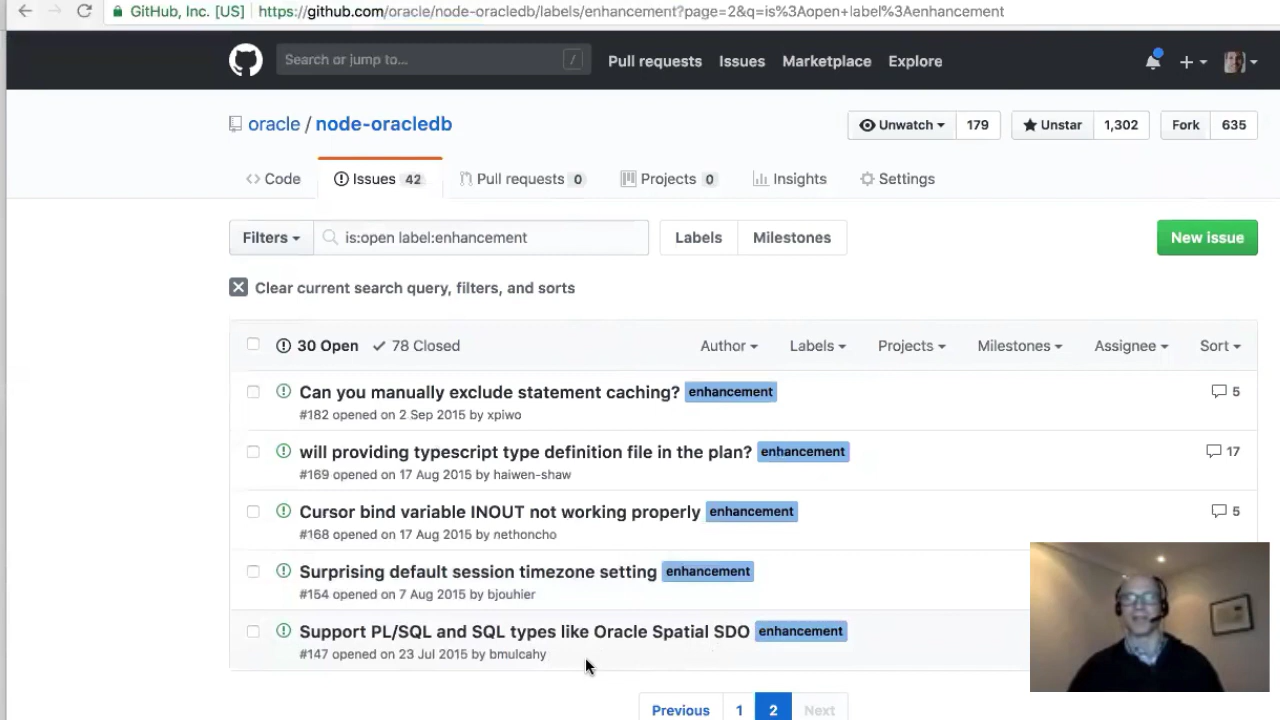 GitHub, Inc. [US] https://github.com/oracle/node-oracledb/labels/enhancement?page=2&q=is%3Aopen+label%3Aenhancement
Search or jump to... / Pull requests Issues Marketplace Explore
oracle / node-oracledb Unwatch 179 Unstar 1,302 Fork 635
<> Code Issues 42 Pull requests 0 Projects 0 Insights Settings
Filters is:open label:enhancement Labels Milestones New issue
Clear current search query, filters, and sorts
30 Open 78 Closed Author Labels Projects Milestones Assignee Sort
Can you manually exclude statement caching? enhancement 5
#182 opened on 2 Sep 2015 by xpiwo
will providing typescript type definition file in the plan? enhancement 17
#169 opened on 17 Aug 2015 by haiwen-shaw
Cursor bind variable INOUT not working properly enhancement 5
#168 opened on 17 Aug 2015 by nethoncho
Surprising default session timezone setting enhancement
#154 opened on 7 Aug 2015 by bjouhier
Support PL/SQL and SQL types like Oracle Spatial SDO enhancement
#147 opened on 23 Jul 2015 by bmulcahy
Previous 1 2 Next